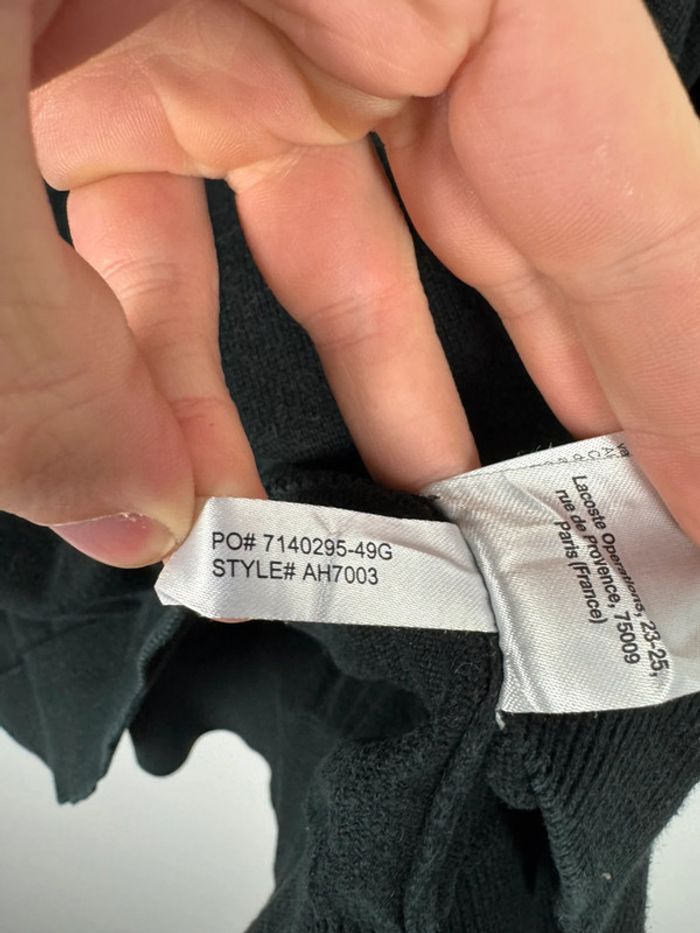 PO# 7140295-49G
STYLE# AH7003
Lacoste Operations, 23-25,
rue de Provence, 75009
Paris (France)